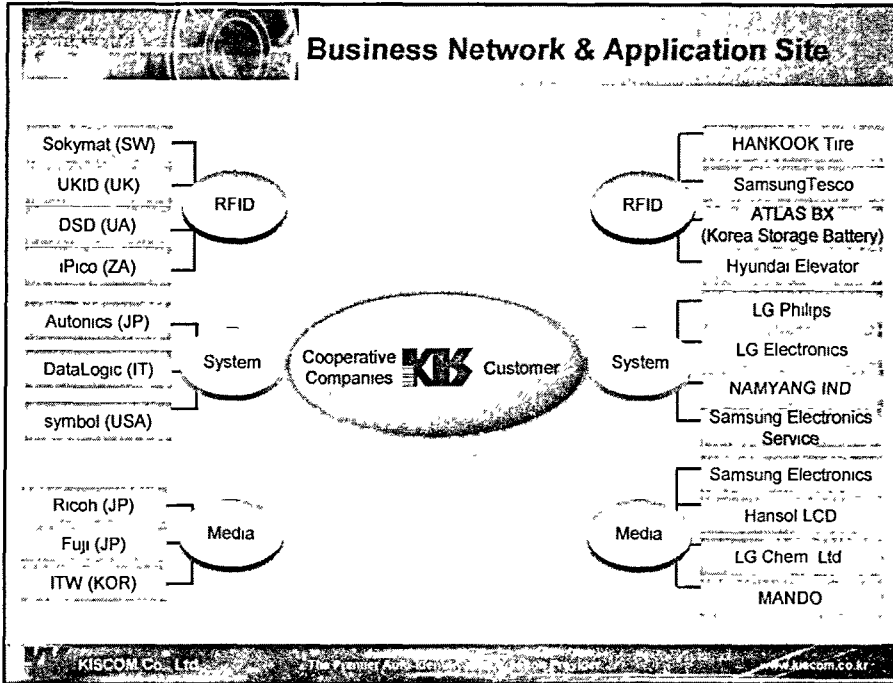 Business Network & Application Site
Sokymat (SW)
UKID (UK)
DSD (UA)
iPico (ZA)
RFID
Autonics (JP)
DataLogic (IT)
symbol (USA)
System
Ricoh (JP)
Fuji (JP)
ITW (KOR)
Media
Cooperative
Companies
KIS
Customer
RFID
HANKOOK Tire
SamsungTesco
ATLAS BX
(Korea Storage Battery)
Hyundai Elevator
System
LG Philips
LG Electronics
NAMYANG IND
Samsung Electronics
Service
Media
Samsung Electronics
Hansol LCD
LG Chem Ltd
MANDO
KISCOM Co., Ltd.
The Premier Auto
www.kiscom.co.kr